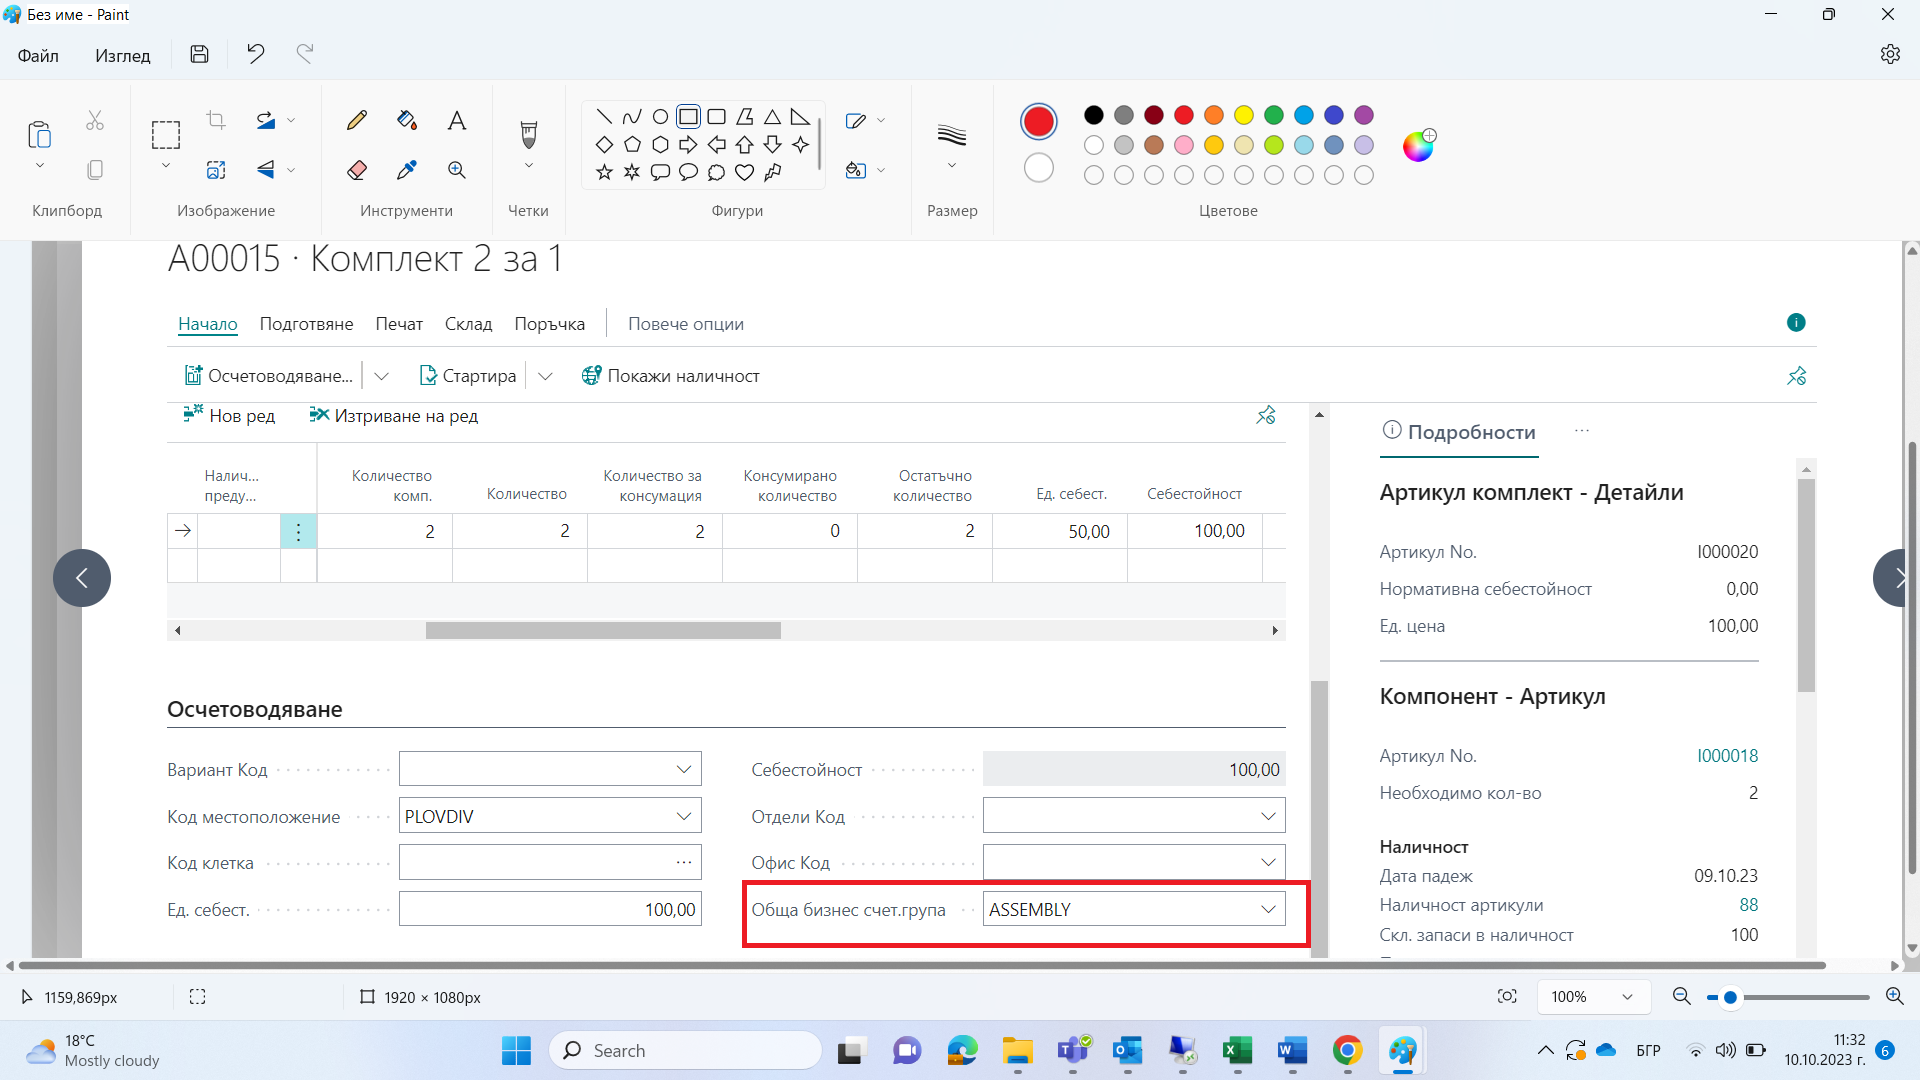 Без име - Paint
Файл Изглед
Клипборд Изображение Инструменти Четки Фигури Размер Цветове
A00015 · Комплект 2 за 1
Начало Подготвяне Печат Склад Поръчка Повече опции
Осчетоводяване... Стартира Покажи наличност
Нов ред Изтриване на ред
Налич... преду... Количество комп. Количество Количество за консумация Консумирано количество Остатъчно количество Ед. себест. Себестойност
2 2 2 0 2 50,00 100,00
Осчетоводяване
Вариант Код
Код местоположение PLOVDIV
Код клетка ...
Ед. себест. 100,00
Себестойност 100,00
Отдели Код
Офис Код
Обща бизнес счет.група ASSEMBLY
Подробности ...
Артикул комплект - Детайли
Артикул No. I000020
Нормативна себестойност 0,00
Ед. цена 100,00
Компонент - Артикул
Артикул No. I000018
Необходимо кол-во 2
Наличност
Дата падеж 09.10.23
Наличност артикули 88
Скл. запаси в наличност 100
1159,869px 1920 × 1080px 100%
18°C
Mostly cloudy
Search
БГР
11:32
10.10.2023 г.
6